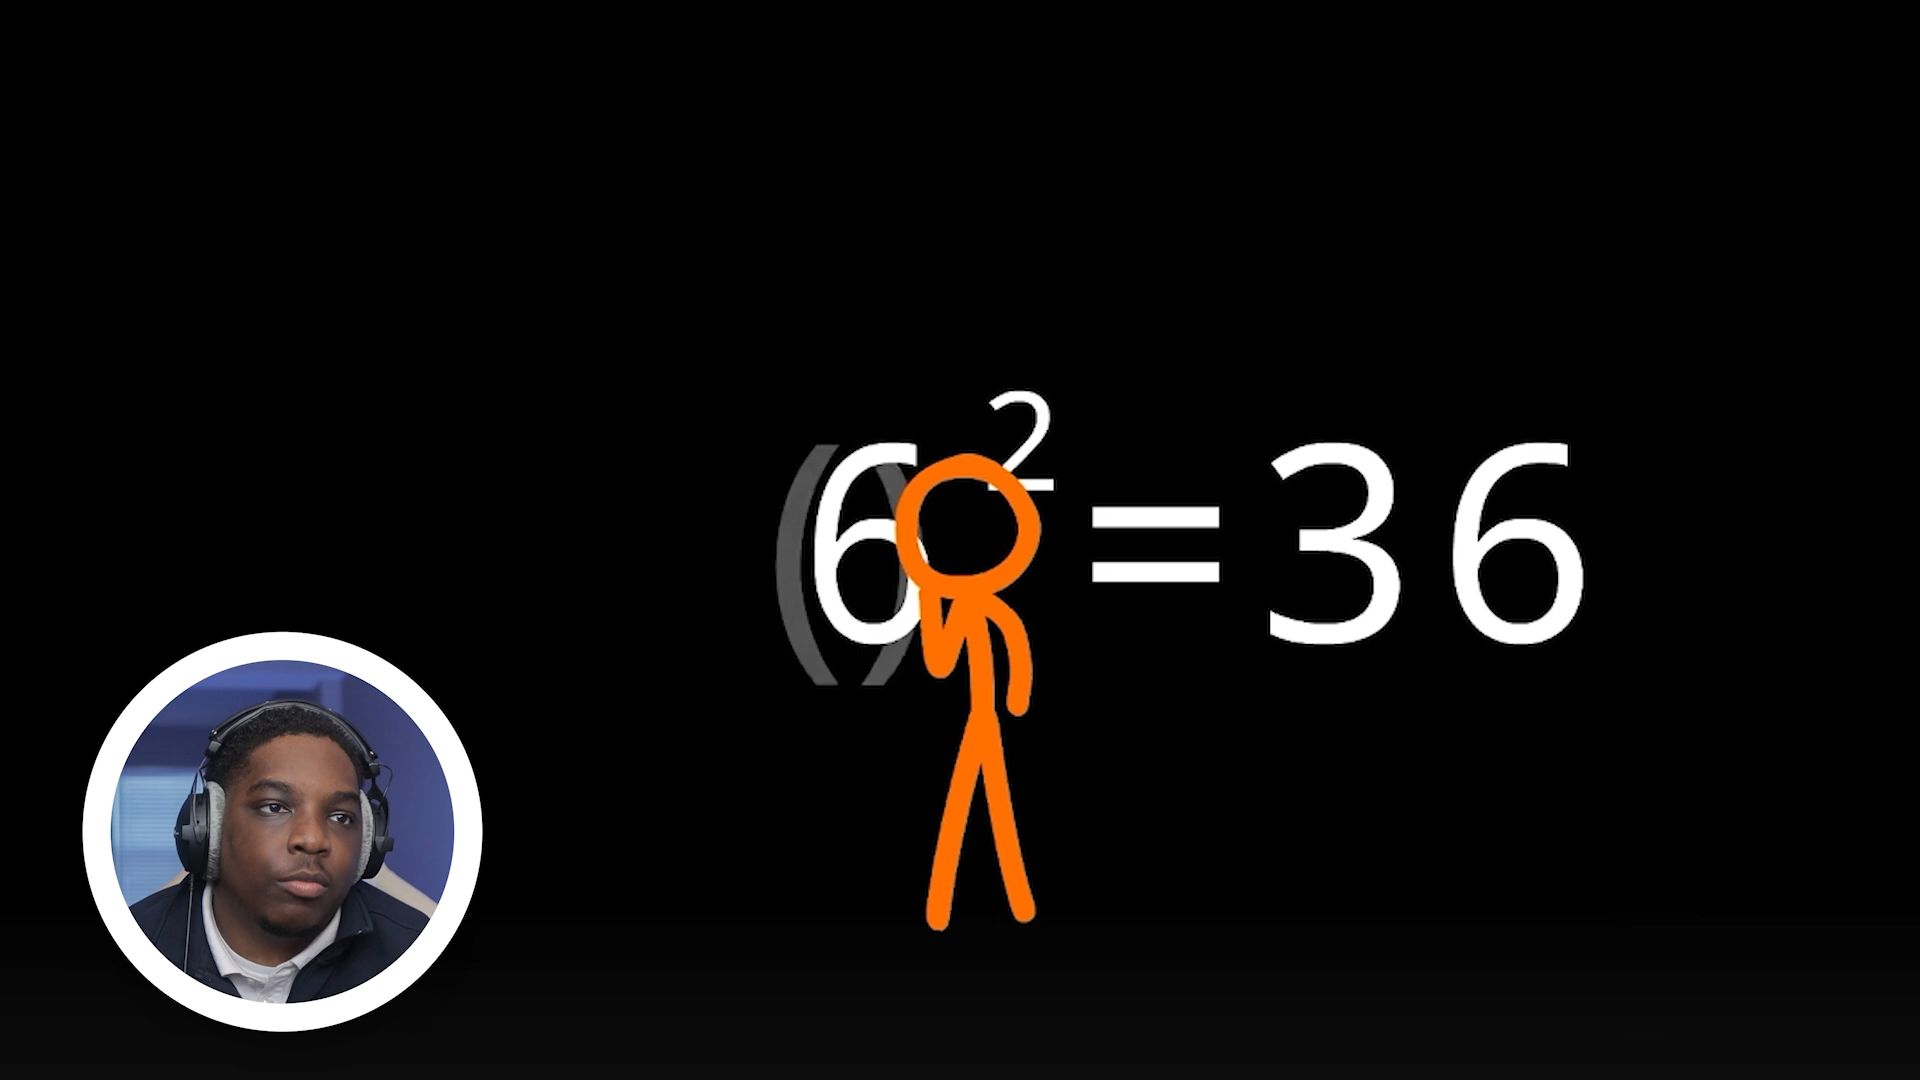 (6)² = 36